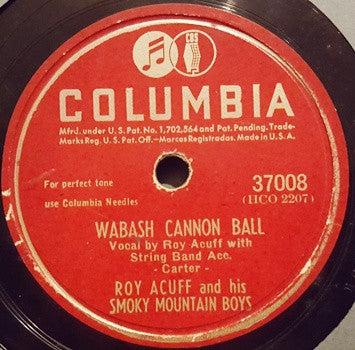 CBS
COLUMBIA
Mfrd. under U.S. Pat. No. 1,702,564 and Pat. Pending. Trade-
Marks Reg. U.S. Pat. Off.—Marcas Registradas. Made in U.S.A.
For perfect tone
use Columbia Needles
37008
(HCO 2207)
WABASH CANNON BALL
Vocal by Roy Acuff with
String Band Acc.
- Carter -
ROY ACUFF and his
SMOKY MOUNTAIN BOYS